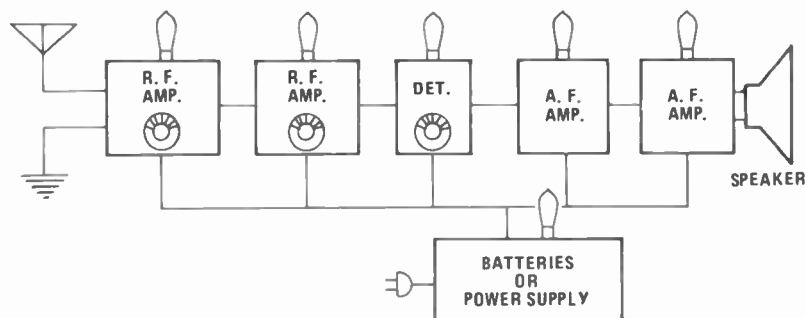 R. F.
AMP.
R. F.
AMP.
DET.
A. F.
AMP.
A. F.
AMP.
SPEAKER
BATTERIES
OR
POWER SUPPLY